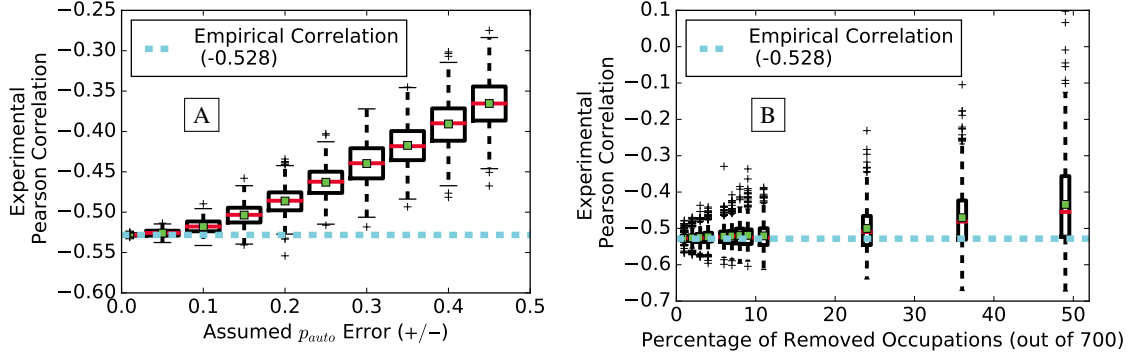 Empirical Correlation
(-0.528)
A
Experimental
Pearson Correlation
−0.25
−0.30
−0.35
−0.40
−0.45
−0.50
−0.55
−0.60
0.0 0.1 0.2 0.3 0.4 0.5
Assumed p_auto Error (+/−)
Empirical Correlation
(-0.528)
B
Experimental
Pearson Correlation
0.1
0.0
−0.1
−0.2
−0.3
−0.4
−0.5
−0.6
−0.7
0 10 20 30 40 50
Percentage of Removed Occupations (out of 700)